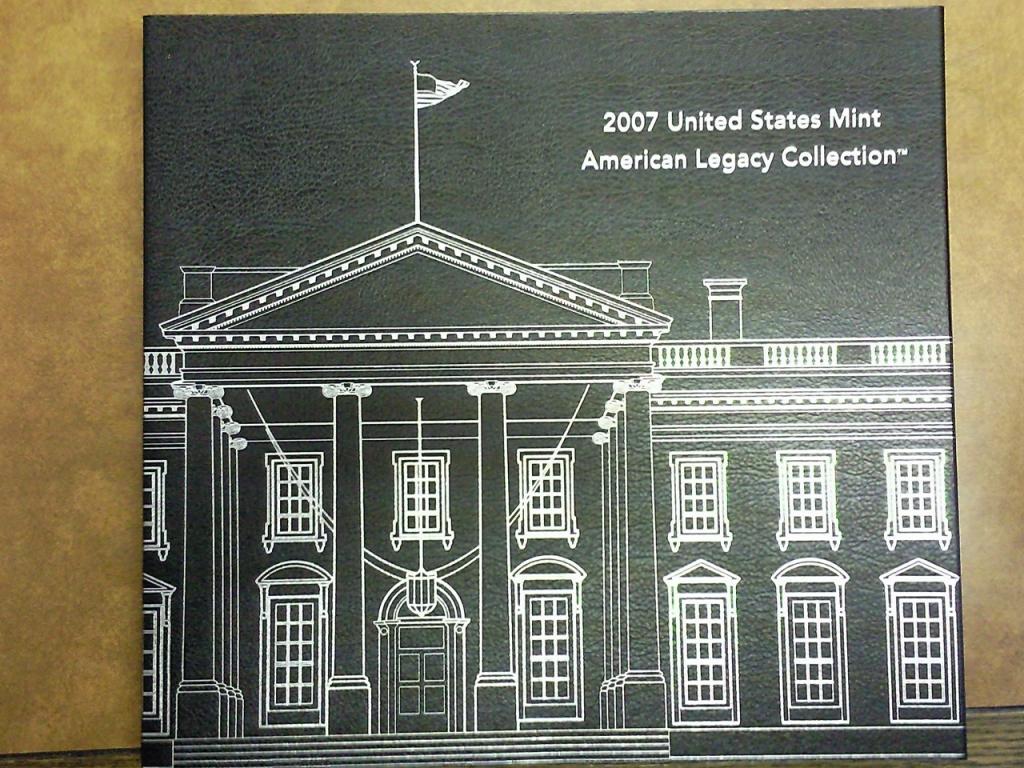 2007 United States Mint
American Legacy Collection™